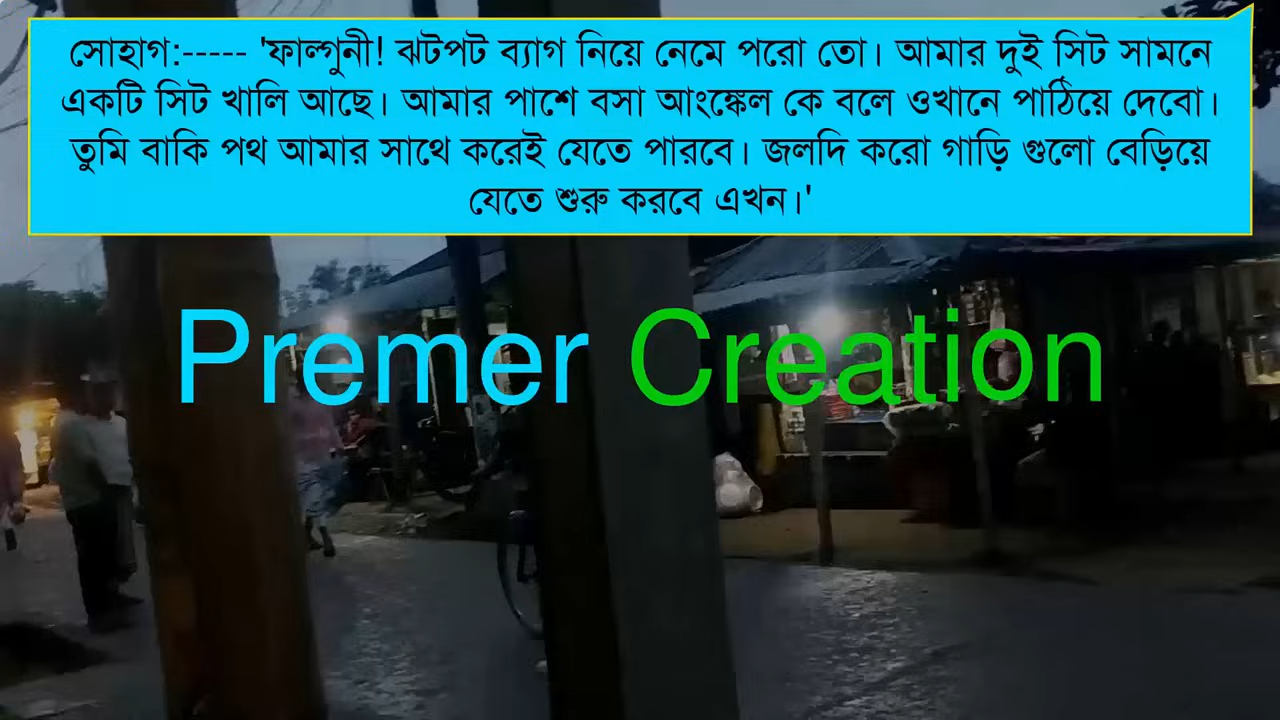 সোহাগ:----- 'ফাল্গুনী! ঝটপট ব্যাগ নিয়ে নেমে পরো তো। আমার দুই সিট সামনে
একটি সিট খালি আছে। আমার পাশে বসা আংঙ্কেল কে বলে ওখানে পাঠিয়ে দেবো।
তুমি বাকি পথ আমার সাথে করেই যেতে পারবে। জলদি করো গাড়ি গুলো বেড়িয়ে
যেতে শুরু করবে এখন।'
Premer Creation